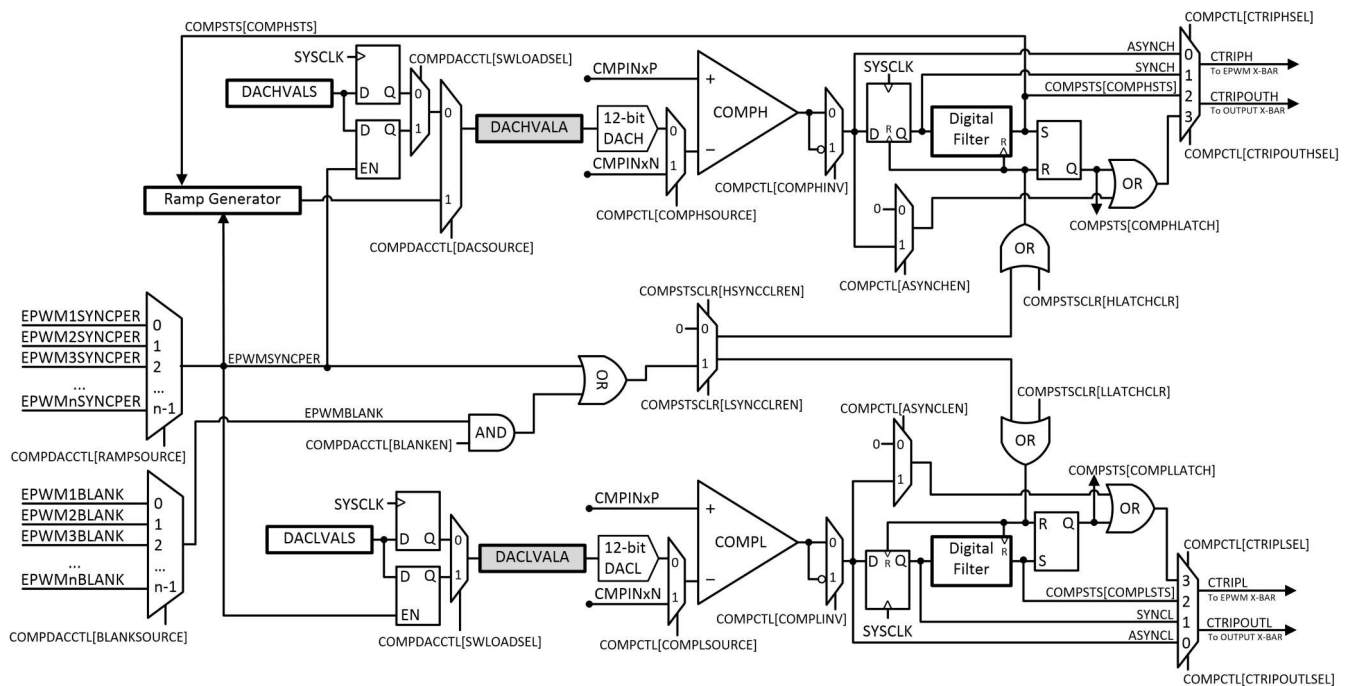 COMPSTS[COMPHSTS]
COMPCTL[CTRIPHSEL]
SYSCLK
COMPDACCTL[SWLOADSEL]
DACHVALS
D Q
0
1
D Q
EN
0
1
DACHVALA
Ramp Generator
COMPDACCTL[DACSOURCE]
CMPINxP
12-bit
DACH
CMPINxN
0
1
COMPCTL[COMPHSOURCE]
+
COMPH
−
0
1
COMPCTL[COMPHINV]
SYSCLK
D R Q
Digital
Filter
R
S
R Q
OR
ASYNCH
SYNCH
COMPSTS[COMPHSTS]
0
1
2
3
CTRIPH
To EPWM X-BAR
CTRIPOUTH
To OUTPUT X-BAR
COMPCTL[CTRIPOUTHSEL]
COMPSTS[COMPHLATCH]
0 0
1
COMPCTL[ASYNCHEN]
OR
COMPSTSCLR[HLATCHCLR]
COMPSTSCLR[HSYNCCLREN]
0 0
1
COMPSTSCLR[LSYNCCLREN]
EPWM1SYNCPER
EPWM2SYNCPER
EPWM3SYNCPER
...
EPWMnSYNCPER
0
1
2
...
n-1
COMPDACCTL[RAMPSOURCE]
EPWMSYNCPER
OR
EPWMBLANK
COMPDACCTL[BLANKEN]
AND
EPWM1BLANK
EPWM2BLANK
EPWM3BLANK
...
EPWMnBLANK
0
1
2
...
n-1
COMPDACCTL[BLANKSOURCE]
COMPSTSCLR[LLATCHCLR]
OR
COMPCTL[ASYNCLEN]
0 0
1
COMPSTS[COMPLLATCH]
SYSCLK
DACLVALS
D Q
0
1
D Q
EN
COMPDACCTL[SWLOADSEL]
DACLVALA
CMPINxP
12-bit
DACL
CMPINxN
0
1
COMPCTL[COMPLSOURCE]
+
COMPL
−
0
1
COMPCTL[COMPLINV]
D R Q
SYSCLK
Digital
Filter
R
R Q
S
OR
COMPSTS[COMPLSTS]
SYNCL
ASYNCL
COMPCTL[CTRIPLSEL]
3
2
1
0
CTRIPL
To EPWM X-BAR
CTRIPOUTL
To OUTPUT X-BAR
COMPCTL[CTRIPOUTLSEL]